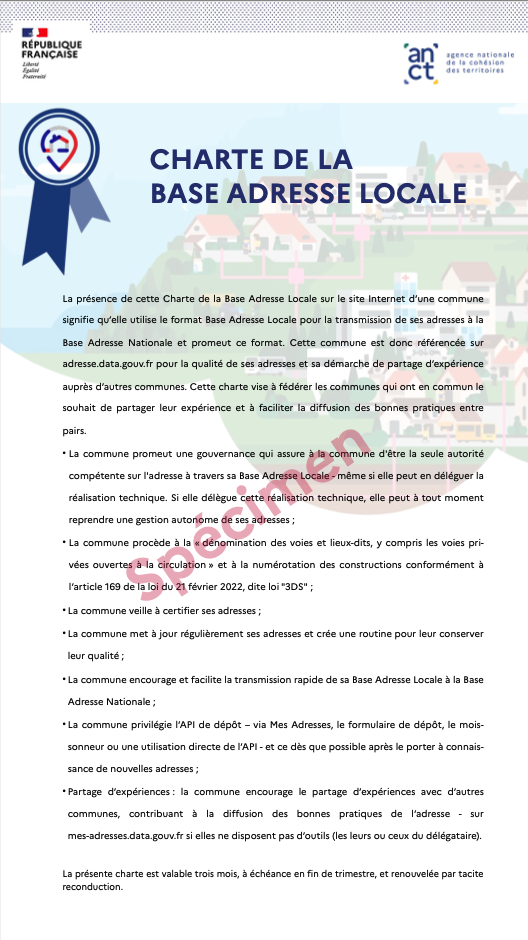 RÉPUBLIQUE
FRANÇAISE
Liberté
Égalité
Fraternité
an
ct
agence nationale
de la cohésion
des territoires
CHARTE DE LA
BASE ADRESSE LOCALE
La présence de cette Charte de la Base Adresse Locale sur le site Internet d'une commune
signifie qu'elle utilise le format Base Adresse Locale pour la transmission de ses adresses à la
Base Adresse Nationale et promeut ce format. Cette commune est donc référencée sur
adresse.data.gouv.fr pour la qualité de ses adresses et sa démarche de partage d'expérience
auprès d'autres communes. Cette charte vise à fédérer les communes qui ont en commun le
souhait de partager leur expérience et à faciliter la diffusion des bonnes pratiques entre
pairs.
• La commune promeut une gouvernance qui assure à la commune d'être la seule autorité
compétente sur l'adresse à travers sa Base Adresse Locale - même si elle peut en déléguer la
réalisation technique. Si elle délègue cette réalisation technique, elle peut à tout moment
reprendre une gestion autonome de ses adresses ;
• La commune procède à la « dénomination des voies et lieux-dits, y compris les voies pri-
vées ouvertes à la circulation » et à la numérotation des constructions conformément à
l'article 169 de la loi du 21 février 2022, dite loi "3DS" ;
• La commune veille à certifier ses adresses ;
• La commune met à jour régulièrement ses adresses et crée une routine pour leur conserver
leur qualité ;
• La commune encourage et facilite la transmission rapide de sa Base Adresse Locale à la Base
Adresse Nationale ;
• La commune privilégie l'API de dépôt – via Mes Adresses, le formulaire de dépôt, le mois-
sonneur ou une utilisation directe de l'API - et ce dès que possible après le porter à connais-
sance de nouvelles adresses ;
• Partage d'expériences : la commune encourage le partage d'expériences avec d'autres
communes, contribuant à la diffusion des bonnes pratiques de l'adresse - sur
mes-adresses.data.gouv.fr si elles ne disposent pas d'outils (les leurs ou ceux du délégataire).
La présente charte est valable trois mois, à échéance en fin de trimestre, et renouvelée par tacite
reconduction.
Spécimen